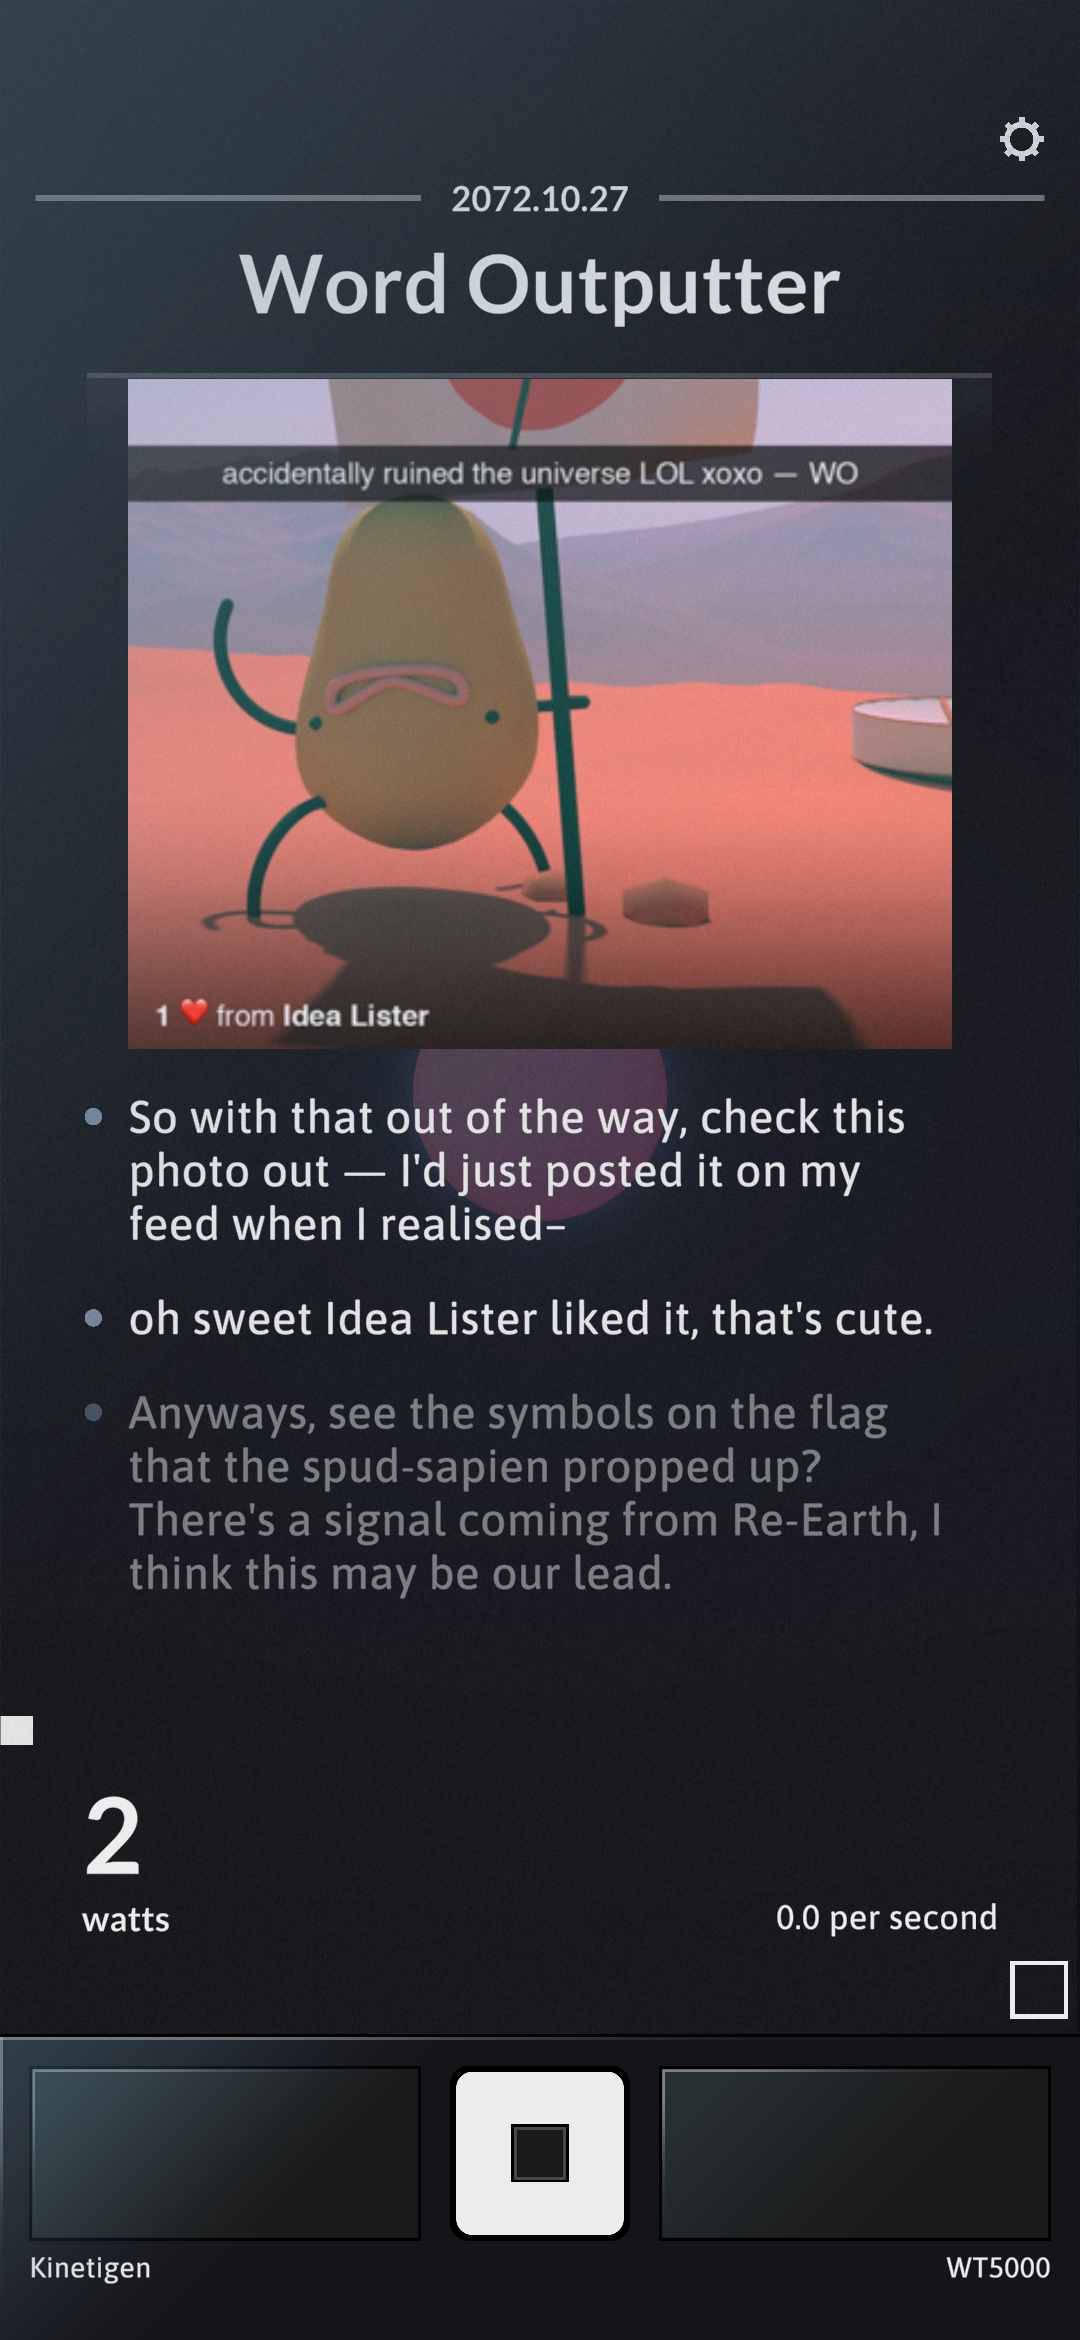 2072.10.27
Word Outputter
accidentally ruined the universe LOL xoxo — WO
1 ❤️ from Idea Lister
So with that out of the way, check this
photo out — I'd just posted it on my
feed when I realised–
oh sweet Idea Lister liked it, that's cute.
Anyways, see the symbols on the flag
that the spud-sapien propped up?
There's a signal coming from Re-Earth, I
think this may be our lead.
2
watts
0.0 per second
Kinetigen
WT5000